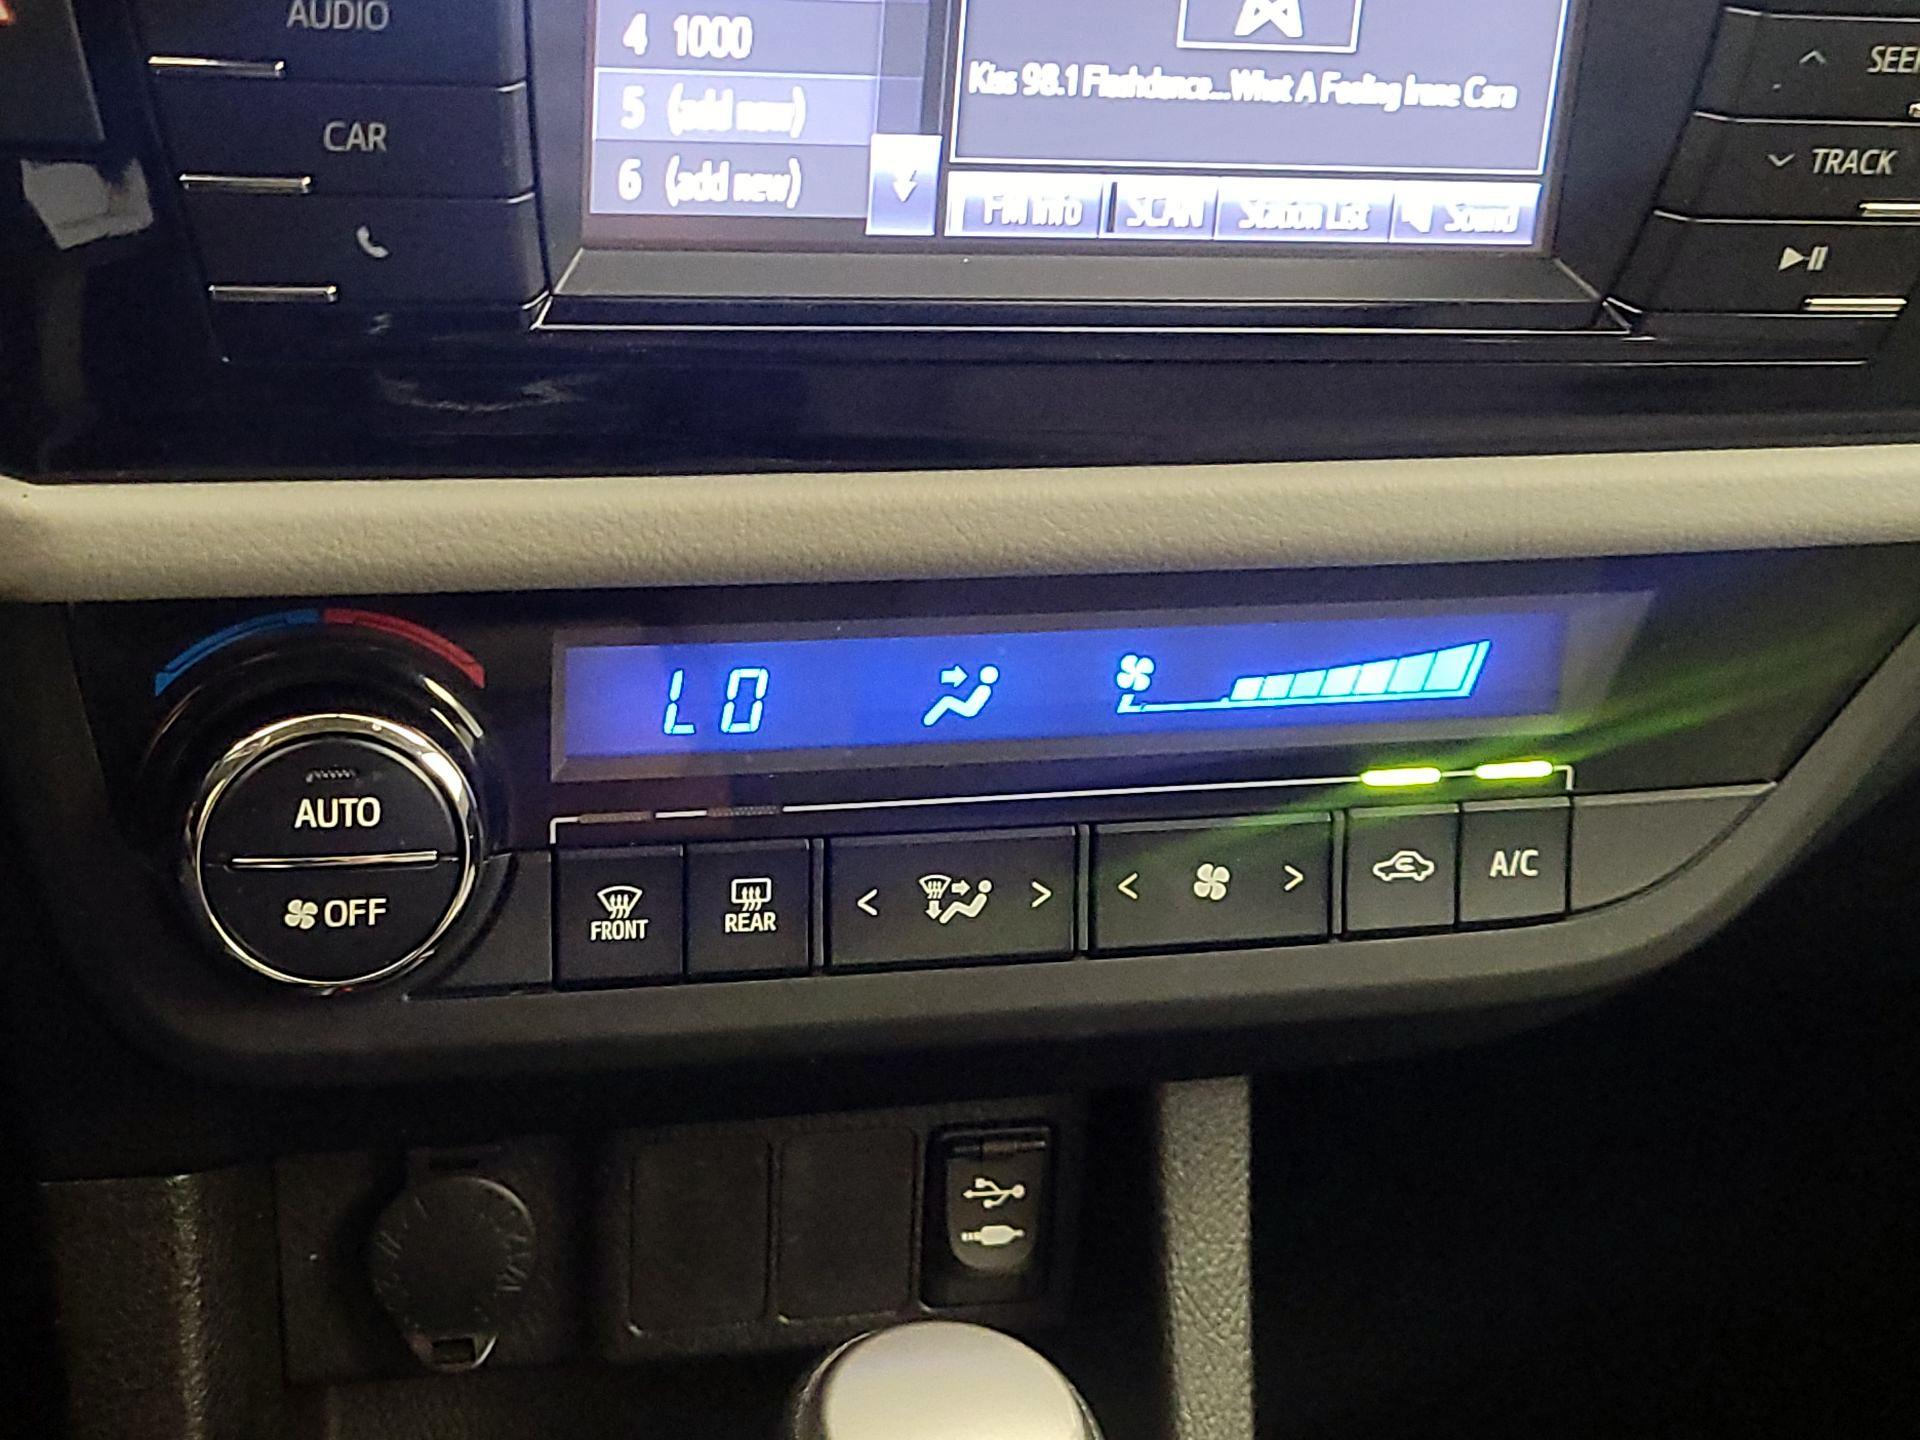 AUDIO
CAR
4 1000
5 (add new)
6 (add new)
Kiss 98.1 Flashdance...What A Feeling Irene Cara
FM Info
SCAN
Station List
Sound
SEEK
TRACK
LO
AUTO
OFF
FRONT
REAR
A/C